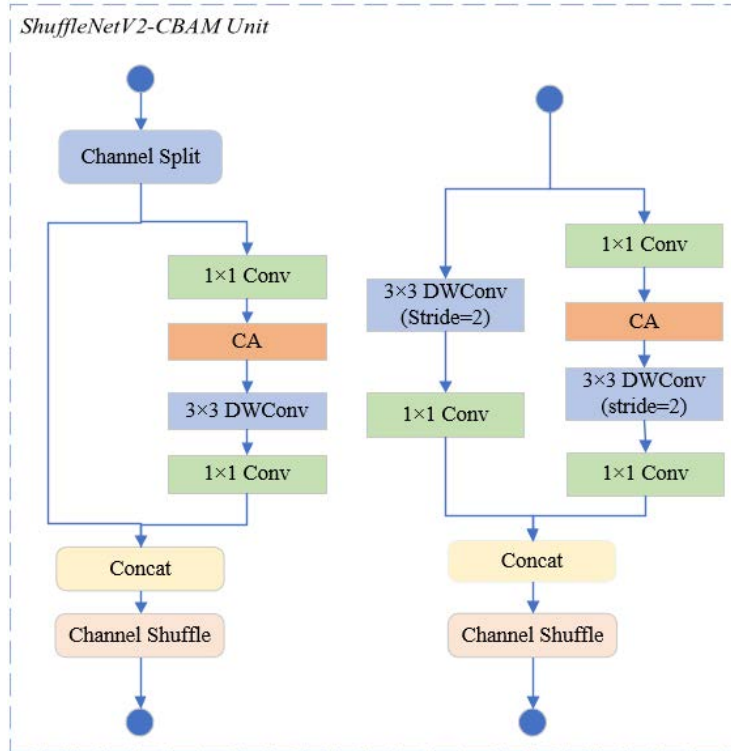 ShuffleNetV2-CBAM Unit
Channel Split
1×1 Conv
CA
3×3 DWConv
1×1 Conv
Concat
Channel Shuffle
3×3 DWConv
(Stride=2)
1×1 Conv
1×1 Conv
CA
3×3 DWConv
(stride=2)
1×1 Conv
Concat
Channel Shuffle